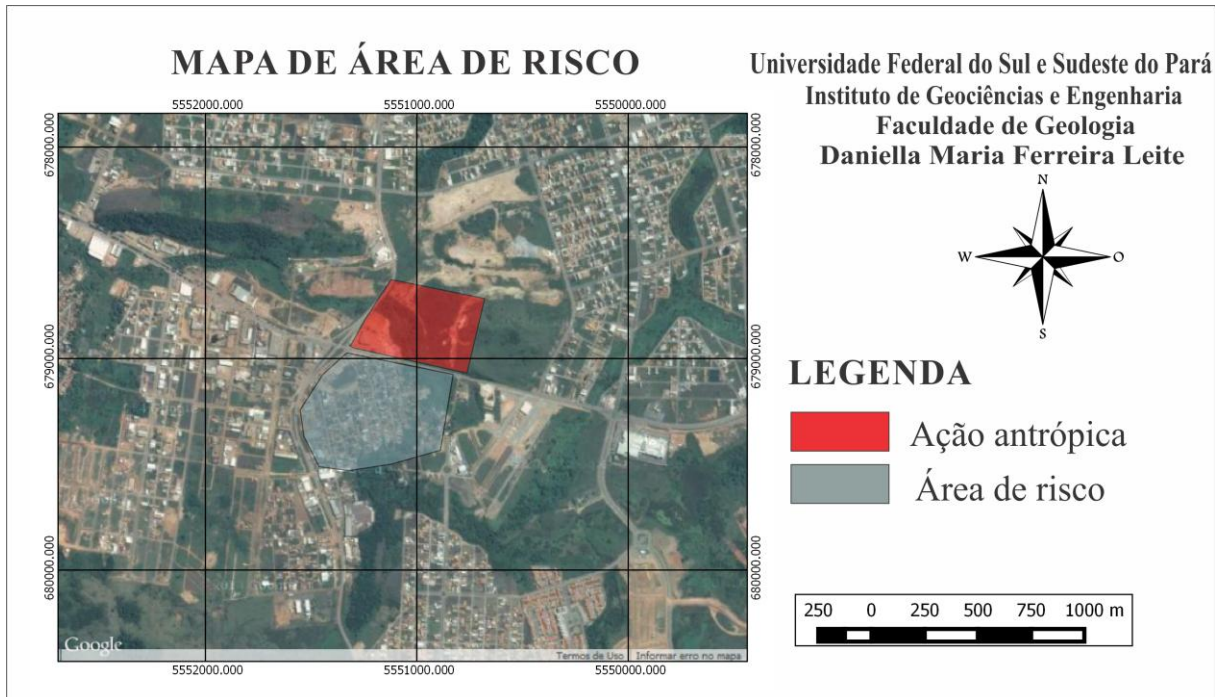 MAPA DE ÁREA DE RISCO
5552000.000 5551000.000 5550000.000
678000.000 678000.000
679000.000 679000.000
680000.000 680000.000
Google
Termos de Uso Informar erro no mapa
5552000.000 5551000.000 5550000.000
Universidade Federal do Sul e Sudeste do Pará
Instituto de Geociências e Engenharia
Faculdade de Geologia
Daniella Maria Ferreira Leite
N
W O
S
LEGENDA
Ação antrópica
Área de risco
250 0 250 500 750 1000 m